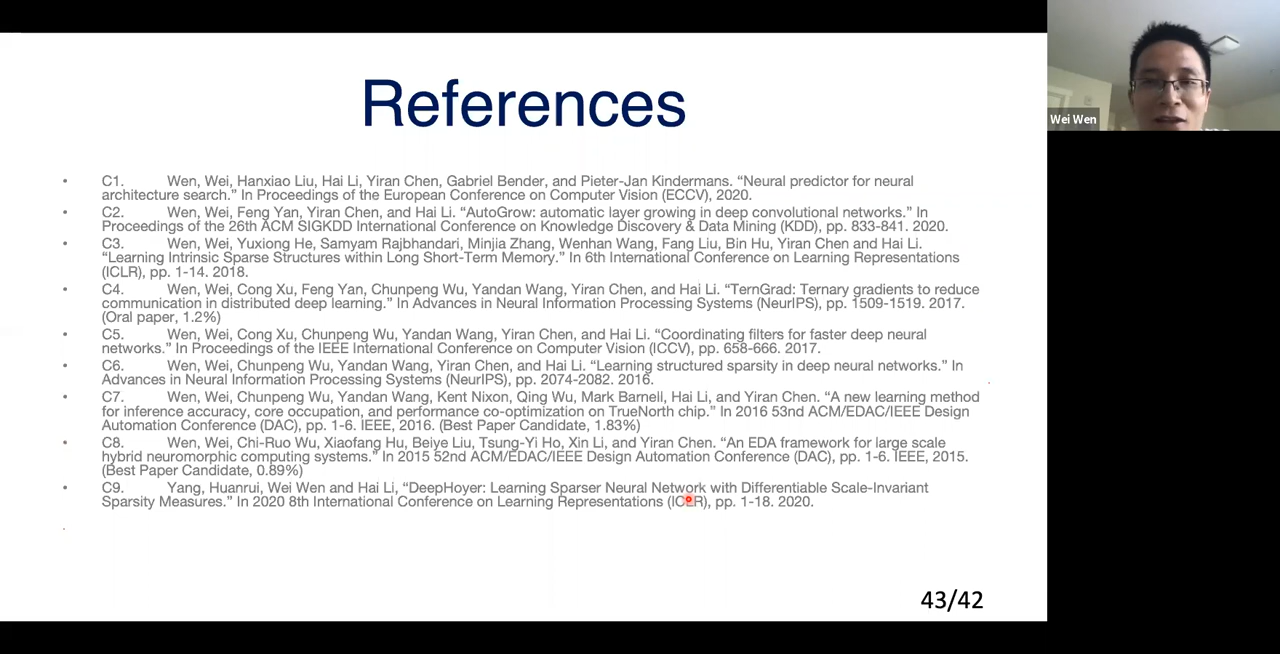 References
• C1. Wen, Wei, Hanxiao Liu, Hai Li, Yiran Chen, Gabriel Bender, and Pieter-Jan Kindermans. “Neural predictor for neural
architecture search.” In Proceedings of the European Conference on Computer Vision (ECCV), 2020.
• C2. Wen, Wei, Feng Yan, Yiran Chen, and Hai Li. “AutoGrow: automatic layer growing in deep convolutional networks.” In
Proceedings of the 26th ACM SIGKDD International Conference on Knowledge Discovery & Data Mining (KDD), pp. 833-841. 2020.
• C3. Wen, Wei, Yuxiong He, Samyam Rajbhandari, Minjia Zhang, Wenhan Wang, Fang Liu, Bin Hu, Yiran Chen and Hai Li.
“Learning Intrinsic Sparse Structures within Long Short-Term Memory.” In 6th International Conference on Learning Representations
(ICLR), pp. 1-14. 2018.
• C4. Wen, Wei, Cong Xu, Feng Yan, Chunpeng Wu, Yandan Wang, Yiran Chen, and Hai Li. “TernGrad: Ternary gradients to reduce
communication in distributed deep learning.” In Advances in Neural Information Processing Systems (NeurIPS), pp. 1509-1519. 2017.
(Oral paper, 1.2%)
• C5. Wen, Wei, Cong Xu, Chunpeng Wu, Yandan Wang, Yiran Chen, and Hai Li. “Coordinating filters for faster deep neural
networks.” In Proceedings of the IEEE International Conference on Computer Vision (ICCV), pp. 658-666. 2017.
• C6. Wen, Wei, Chunpeng Wu, Yandan Wang, Yiran Chen, and Hai Li. “Learning structured sparsity in deep neural networks.” In
Advances in Neural Information Processing Systems (NeurIPS), pp. 2074-2082. 2016.
• C7. Wen, Wei, Chunpeng Wu, Yandan Wang, Kent Nixon, Qing Wu, Mark Barnell, Hai Li, and Yiran Chen. “A new learning method
for inference accuracy, core occupation, and performance co-optimization on TrueNorth chip.” In 2016 53nd ACM/EDAC/IEEE Design
Automation Conference (DAC), pp. 1-6. IEEE, 2016. (Best Paper Candidate, 1.83%)
• C8. Wen, Wei, Chi-Ruo Wu, Xiaofang Hu, Beiye Liu, Tsung-Yi Ho, Xin Li, and Yiran Chen. “An EDA framework for large scale
hybrid neuromorphic computing systems.” In 2015 52nd ACM/EDAC/IEEE Design Automation Conference (DAC), pp. 1-6. IEEE, 2015.
(Best Paper Candidate, 0.89%)
• C9. Yang, Huanrui, Wei Wen and Hai Li, “DeepHoyer: Learning Sparser Neural Network with Differentiable Scale-Invariant
Sparsity Measures.” In 2020 8th International Conference on Learning Representations (ICLR), pp. 1-18. 2020.
43/42
Wei Wen